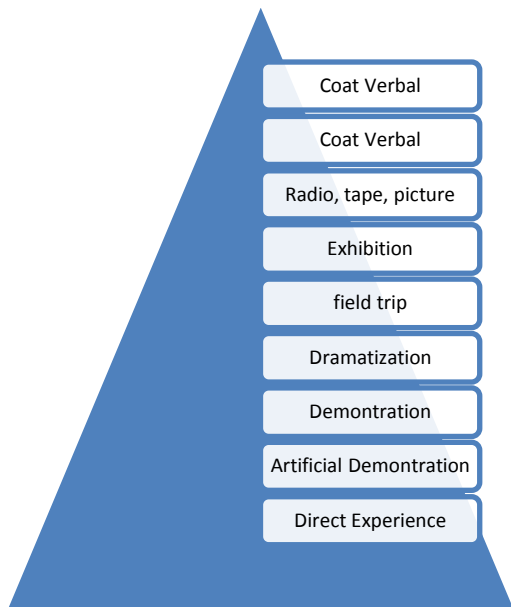 Coat Verbal
Coat Verbal
Radio, tape, picture
Exhibition
field trip
Dramatization
Demontration
Artificial Demontration
Direct Experience